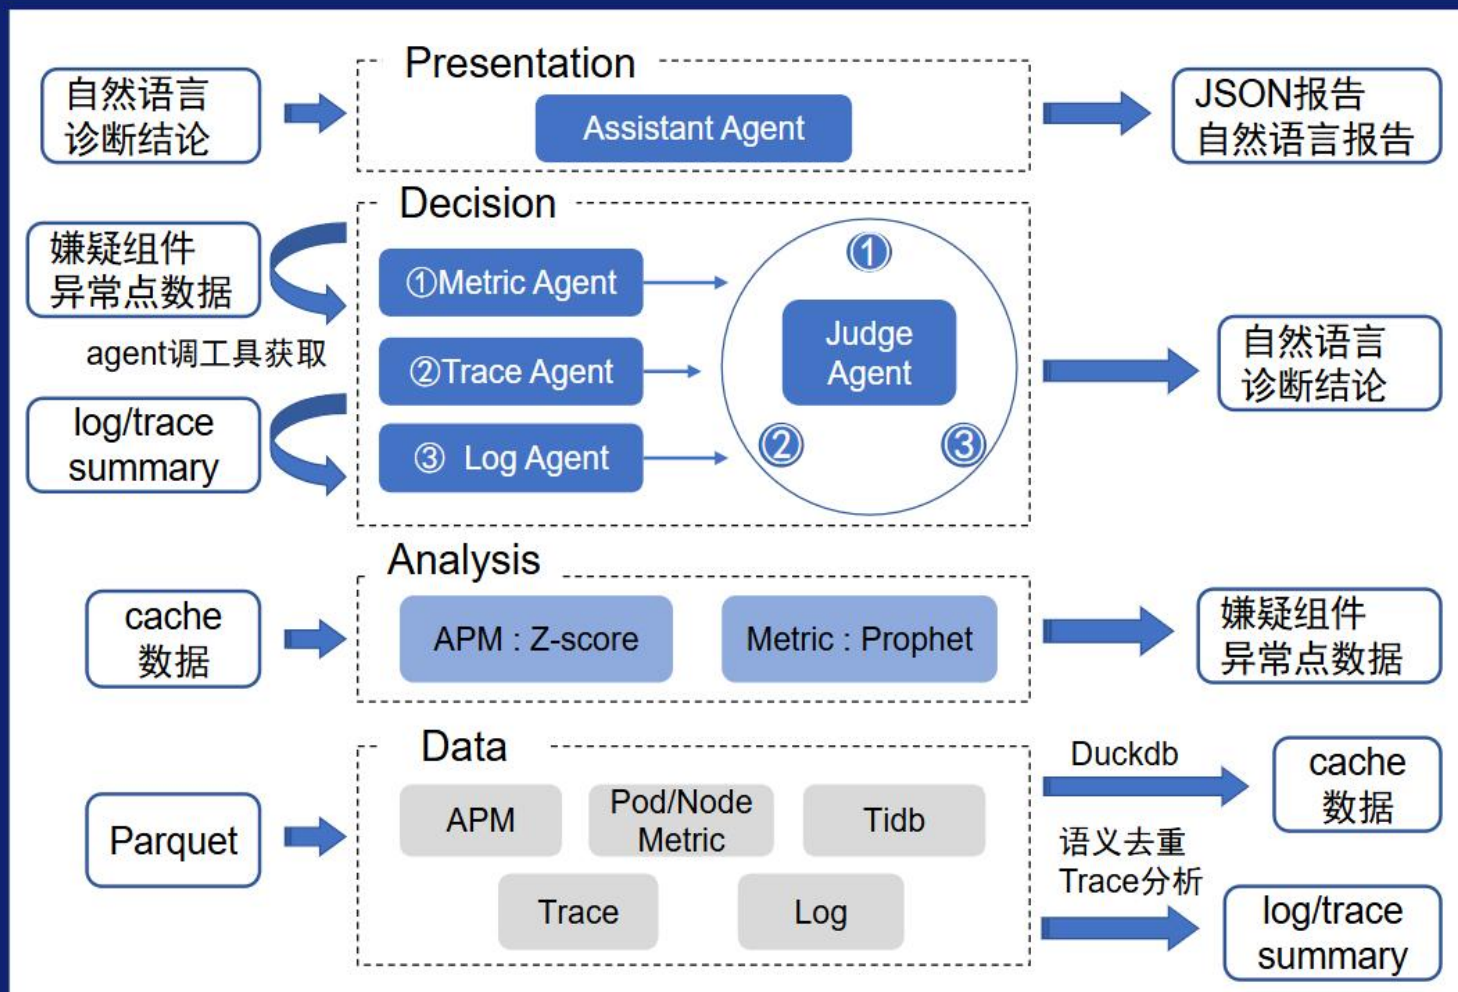 Presentation
自然语言
诊断结论
Assistant Agent
JSON报告
自然语言报告
Decision
嫌疑组件
异常点数据
agent调工具获取
log/trace
summary
①Metric Agent
②Trace Agent
③ Log Agent
①
Judge
Agent
②
③
自然语言
诊断结论
Analysis
cache
数据
APM : Z-score
Metric : Prophet
嫌疑组件
异常点数据
Data
Parquet
APM
Pod/Node
Metric
Tidb
Trace
Log
Duckdb
cache
数据
语义去重
Trace分析
log/trace
summary